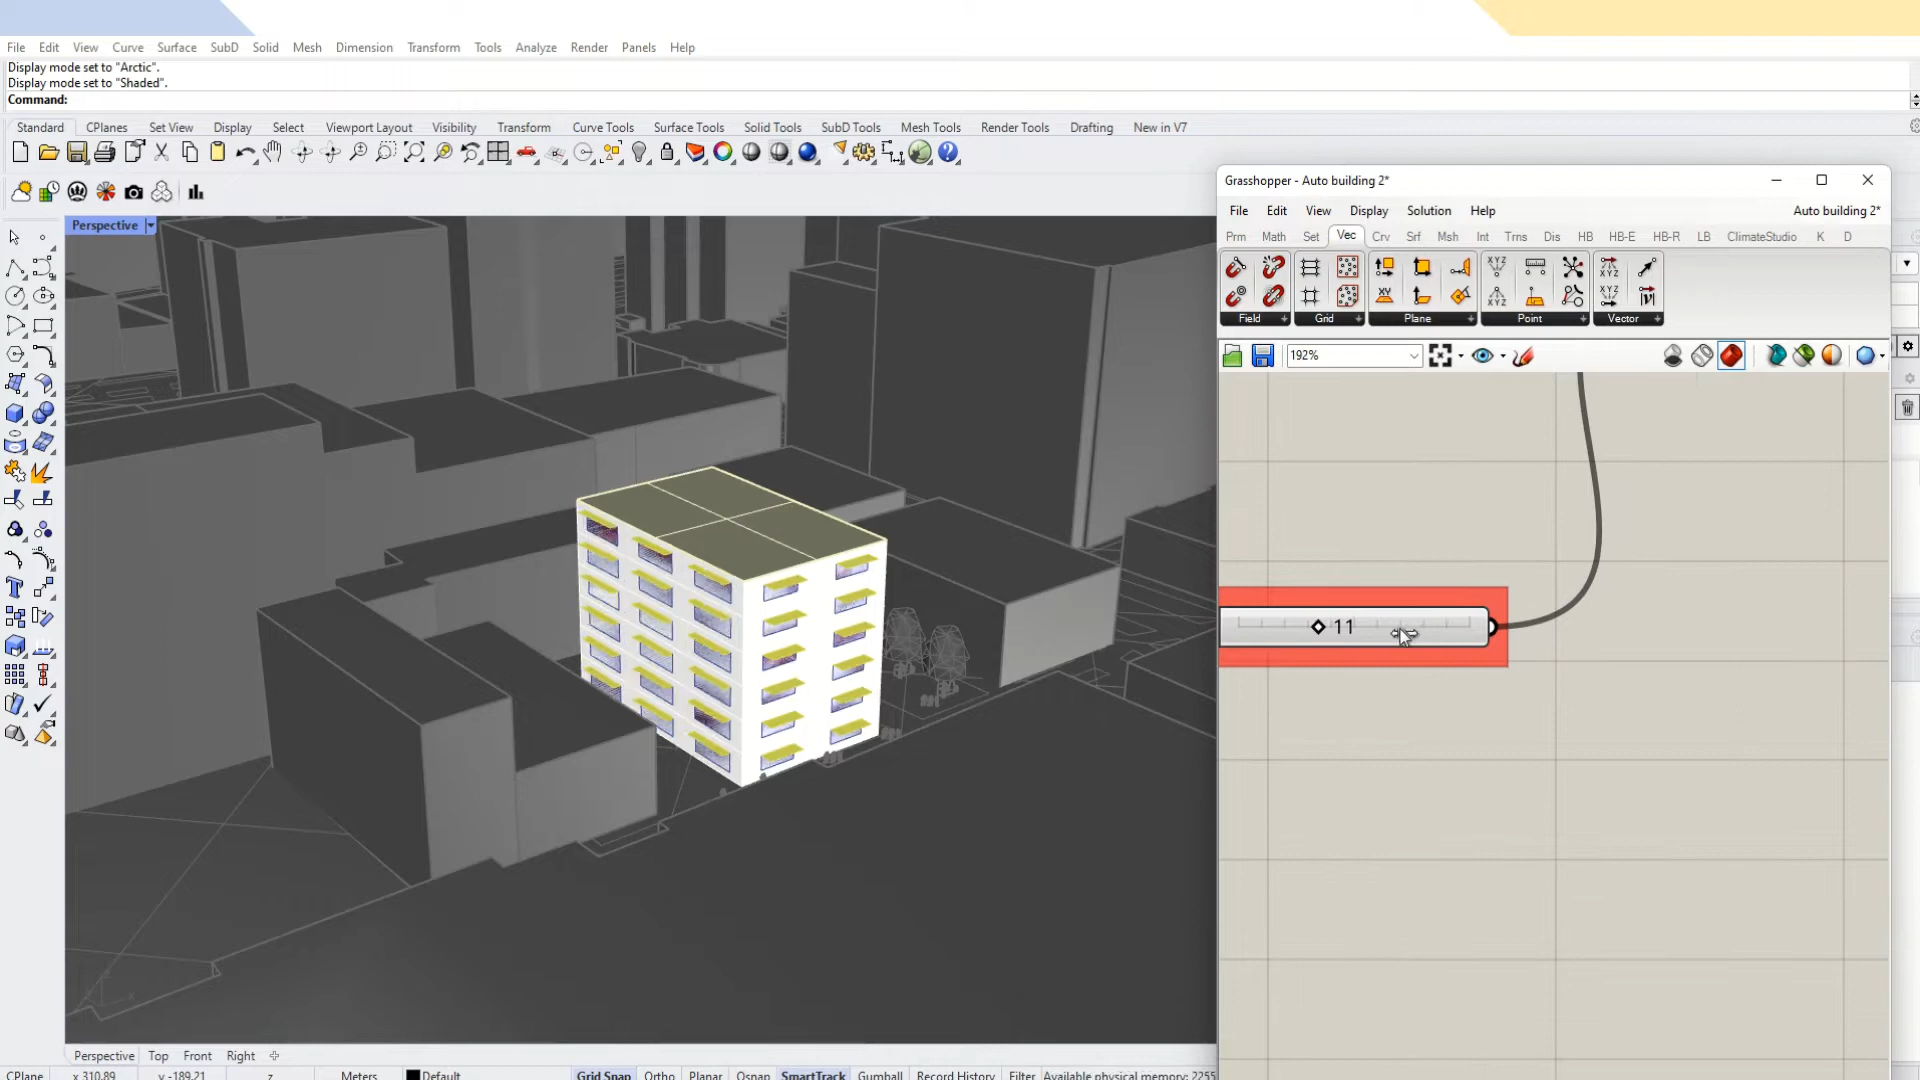 File Edit View Curve Surface SubD Solid Mesh Dimension Transform Tools Analyze Render Panels Help
Display mode set to "Arctic".
Display mode set to "Shaded".
Command:
Standard CPlanes Set View Display Select Viewport Layout Visibility Transform Curve Tools Surface Tools Solid Tools SubD Tools Mesh Tools Render Tools Drafting New in V7
Perspective
Grasshopper - Auto building 2*
File Edit View Display Solution Help Auto building 2*
Prm Math Set Vec Crv Srf Msh Int Trns Dis HB HB-E HB-R LB ClimateStudio K D
Field Grid Plane Point Vector
192%
11
Perspective Top Front Right
CPlane x 310.89 y -189.21 z Meters Default Grid Snap Ortho Planar Osnap SmartTrack Gumball Record History Filter Available physical memory: 2255